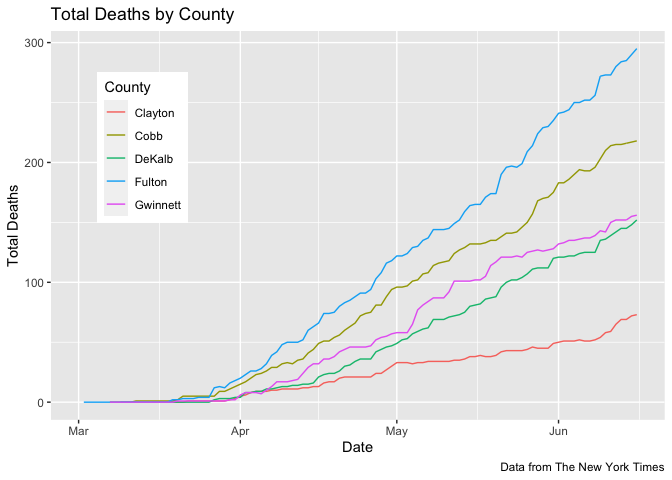 Total Deaths by County
Total Deaths
300
200
100
0
County
Clayton
Cobb
DeKalb
Fulton
Gwinnett
Mar
Apr
May
Jun
Date
Data from The New York Times